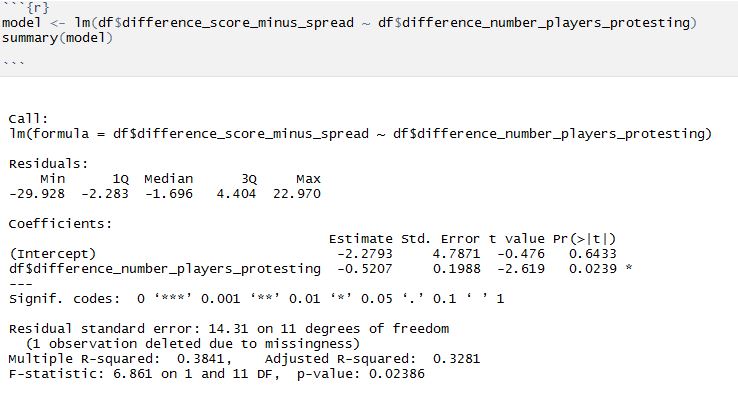 ```{r}
model <- lm(df$difference_score_minus_spread ~ df$difference_number_players_protesting)
summary(model)
```
Call:
lm(formula = df$difference_score_minus_spread ~ df$difference_number_players_protesting)
Residuals:
    Min      1Q  Median      3Q     Max
-29.928  -2.283  -1.696   4.404  22.970
Coefficients:
                                        Estimate Std. Error t value Pr(>|t|)
(Intercept)                              -2.2793     4.7871  -0.476   0.6433
df$difference_number_players_protesting  -0.5207     0.1988  -2.619   0.0239 *
---
Signif. codes:  0 ‘***’ 0.001 ‘**’ 0.01 ‘*’ 0.05 ‘.’ 0.1 ‘ ’ 1
Residual standard error: 14.31 on 11 degrees of freedom
  (1 observation deleted due to missingness)
Multiple R-squared:  0.3841,    Adjusted R-squared:  0.3281
F-statistic: 6.861 on 1 and 11 DF,  p-value: 0.02386